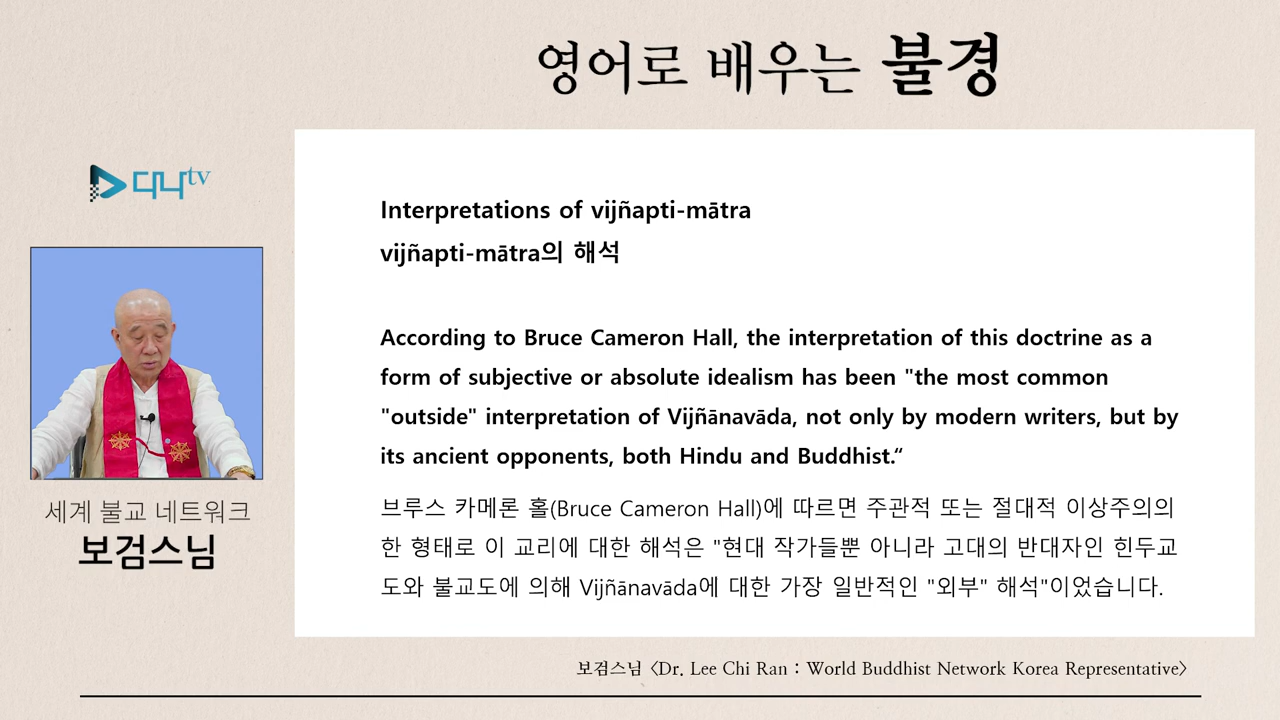 영어로 배우는 불경
다나tv
Interpretations of vijñapti-mātra
vijñapti-mātra의 해석
According to Bruce Cameron Hall, the interpretation of this doctrine as a
form of subjective or absolute idealism has been "the most common
"outside" interpretation of Vijñānavāda, not only by modern writers, but by
its ancient opponents, both Hindu and Buddhist.“
브루스 카메론 홀(Bruce Cameron Hall)에 따르면 주관적 또는 절대적 이상주의의
한 형태로 이 교리에 대한 해석은 "현대 작가들뿐 아니라 고대의 반대자인 힌두교
도와 불교도에 의해 Vijñānavāda에 대한 가장 일반적인 "외부" 해석"이었습니다.
세계 불교 네트워크
보검스님
보검스님 <Dr. Lee Chi Ran : World Buddhist Network Korea Representative>